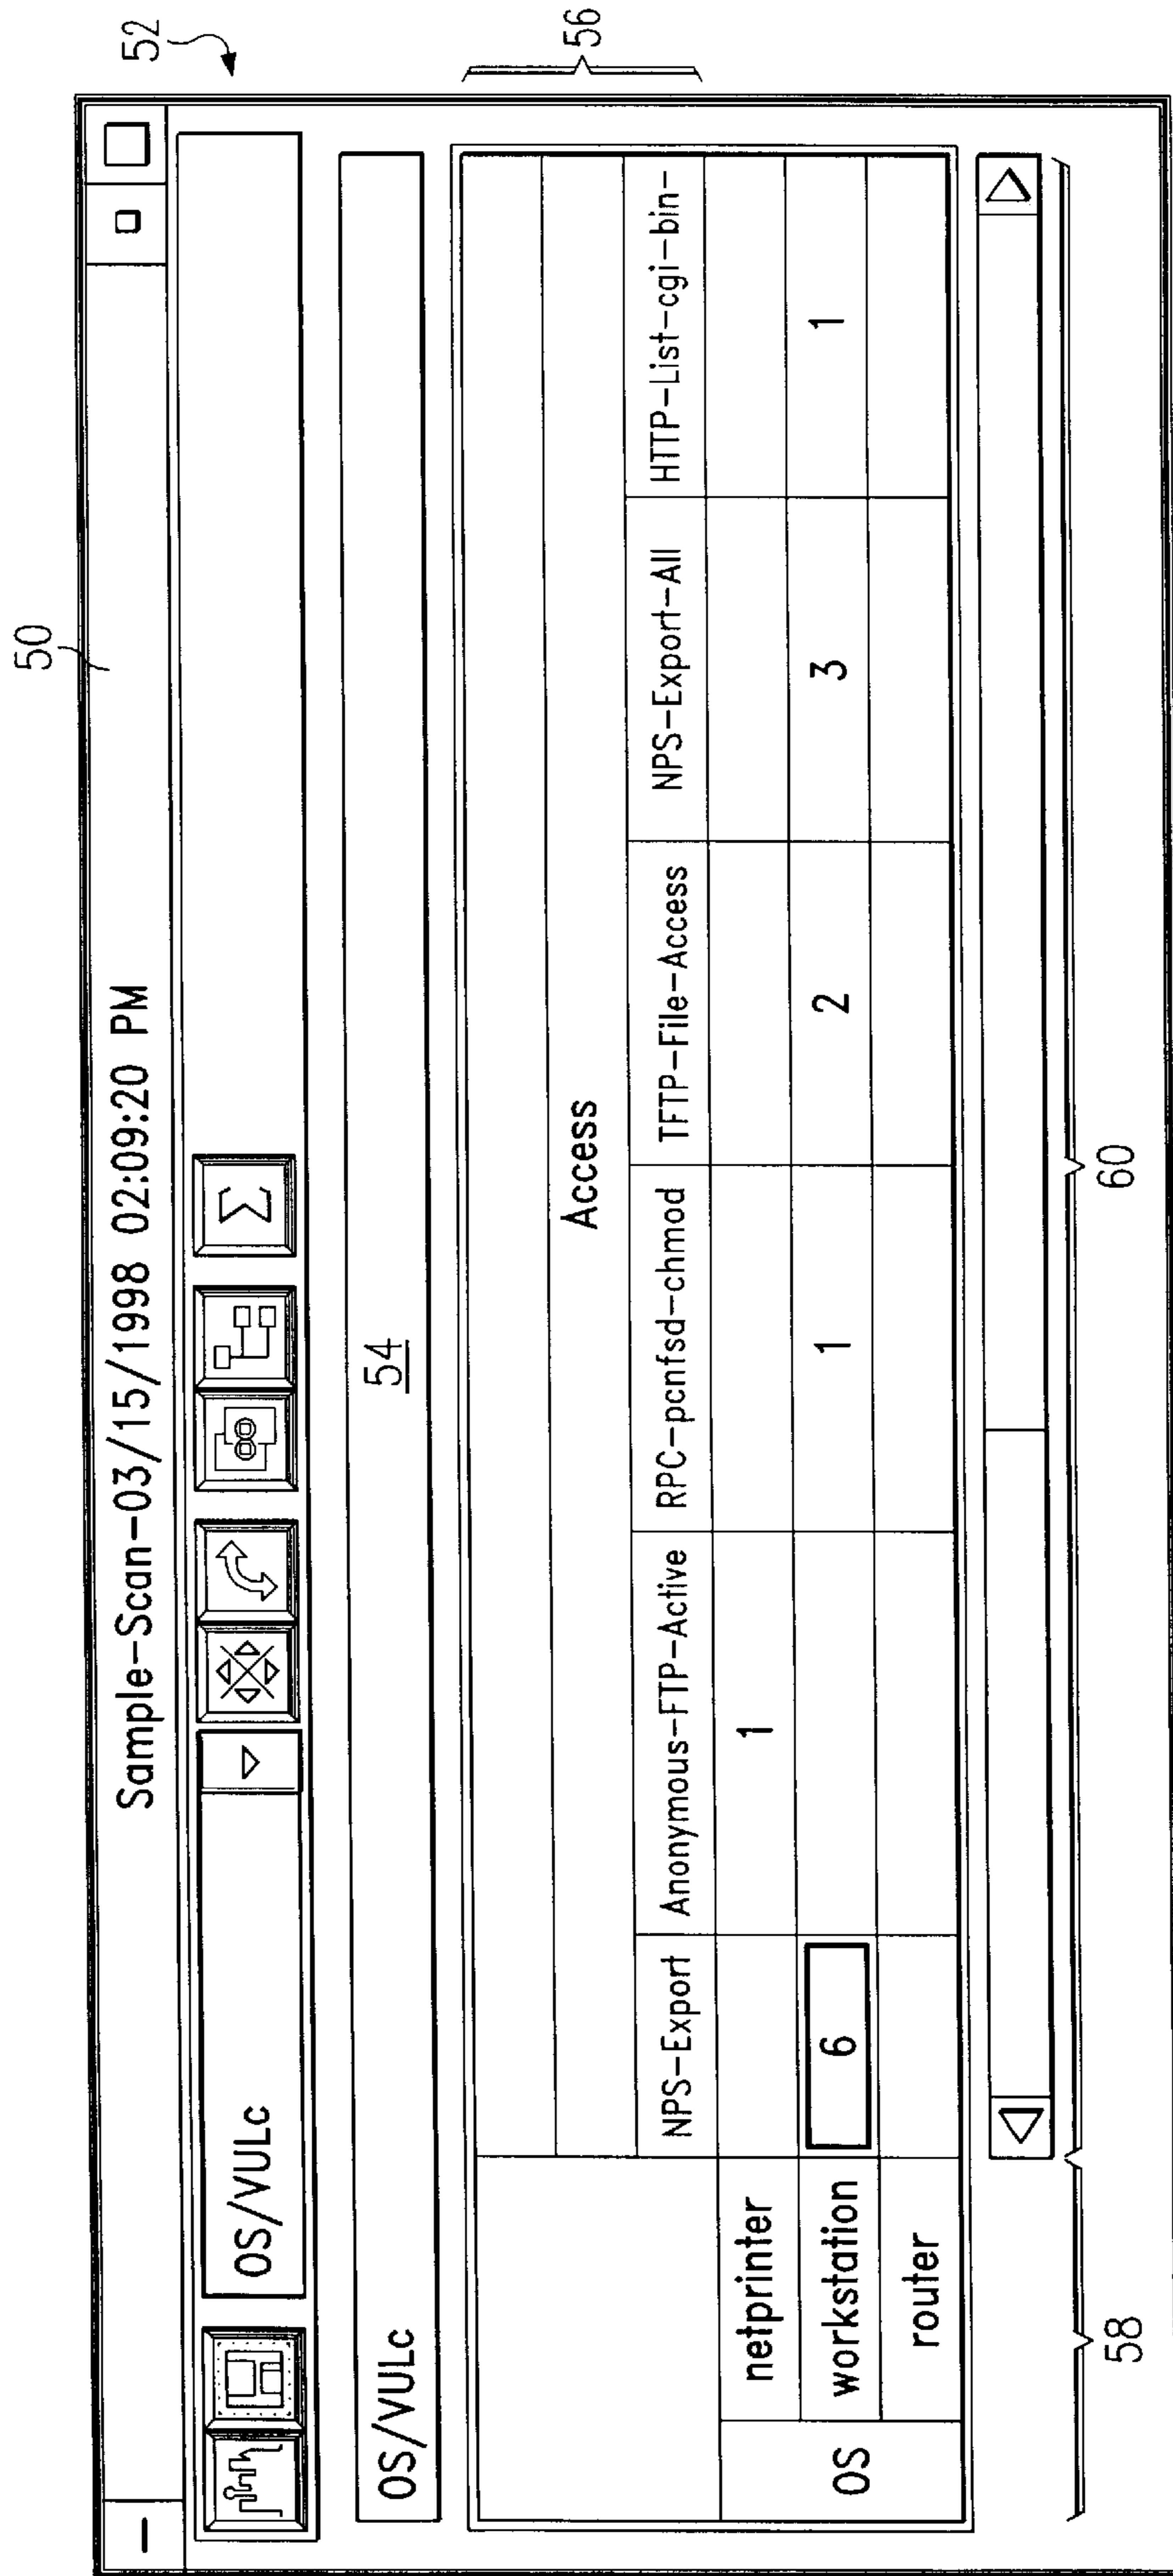 50
52
Sample-Scan-03/15/1998 02:09:20 PM
OS/VULc
Σ
OS/VULc
54
56
Access
NPS-Export Anonymous-FTP-Active RPC-pcnfsd-chmod TFTP-File-Access NPS-Export-All HTTP-List-cgi-bin-
OS
netprinter 1
workstation 6 1 2 3 1
router
58
60